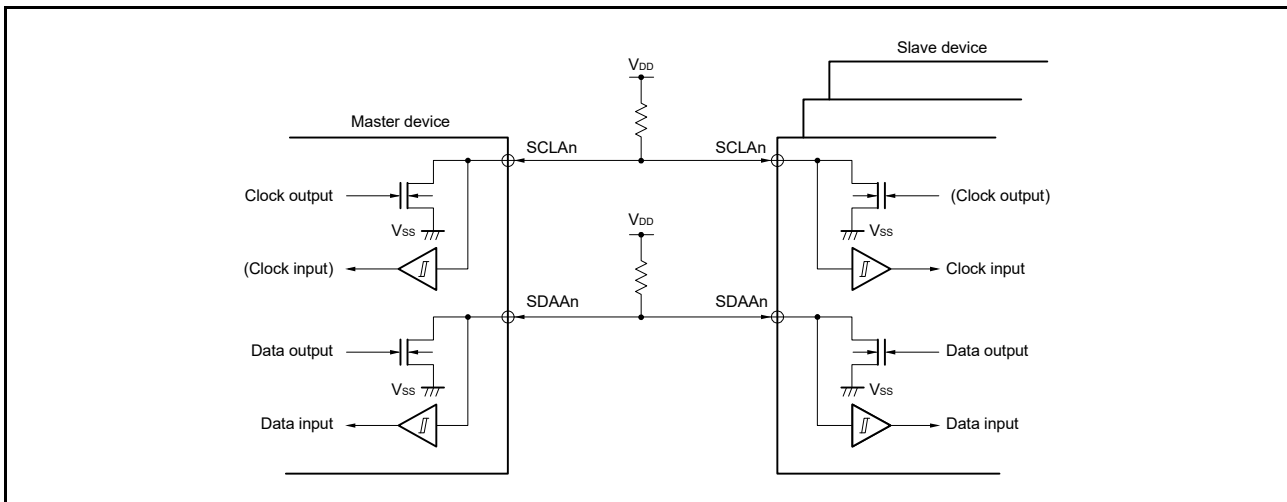 Slave device
VDD
Master device
SCLAn SCLAn
Clock output (Clock output)
VSS VSS
VDD
(Clock input) Clock input
SDAAn SDAAn
Data output Data output
VSS VSS
Data input Data input